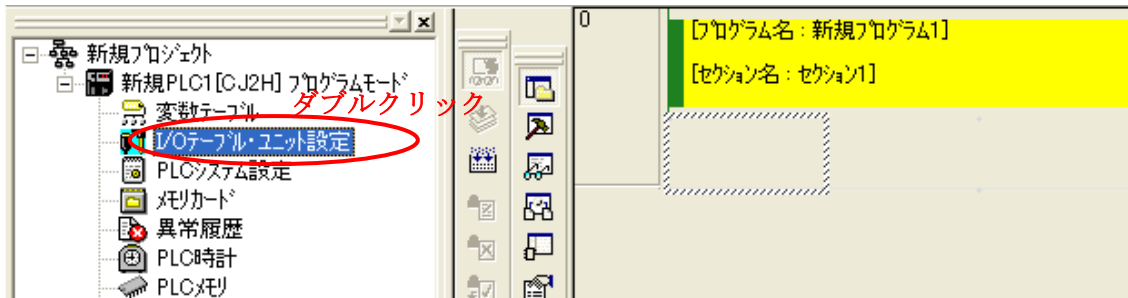 新規ﾌﾟﾛｼﾞｪｸﾄ
新規PLC1[CJ2H] ﾌﾟﾛｸﾞﾗﾑﾓｰﾄﾞ
変数ﾃｰﾌﾞﾙ
ダブルクリック
I/Oﾃｰﾌﾞﾙ･ﾕﾆｯﾄ設定
PLCｼｽﾃﾑ設定
ﾒﾓﾘｶｰﾄﾞ
異常履歴
PLC時計
PLCﾒﾓﾘ
0
[ﾌﾟﾛｸﾞﾗﾑ名 : 新規ﾌﾟﾛｸﾞﾗﾑ1]
[ｾｸｼｮﾝ名 : ｾｸｼｮﾝ1]